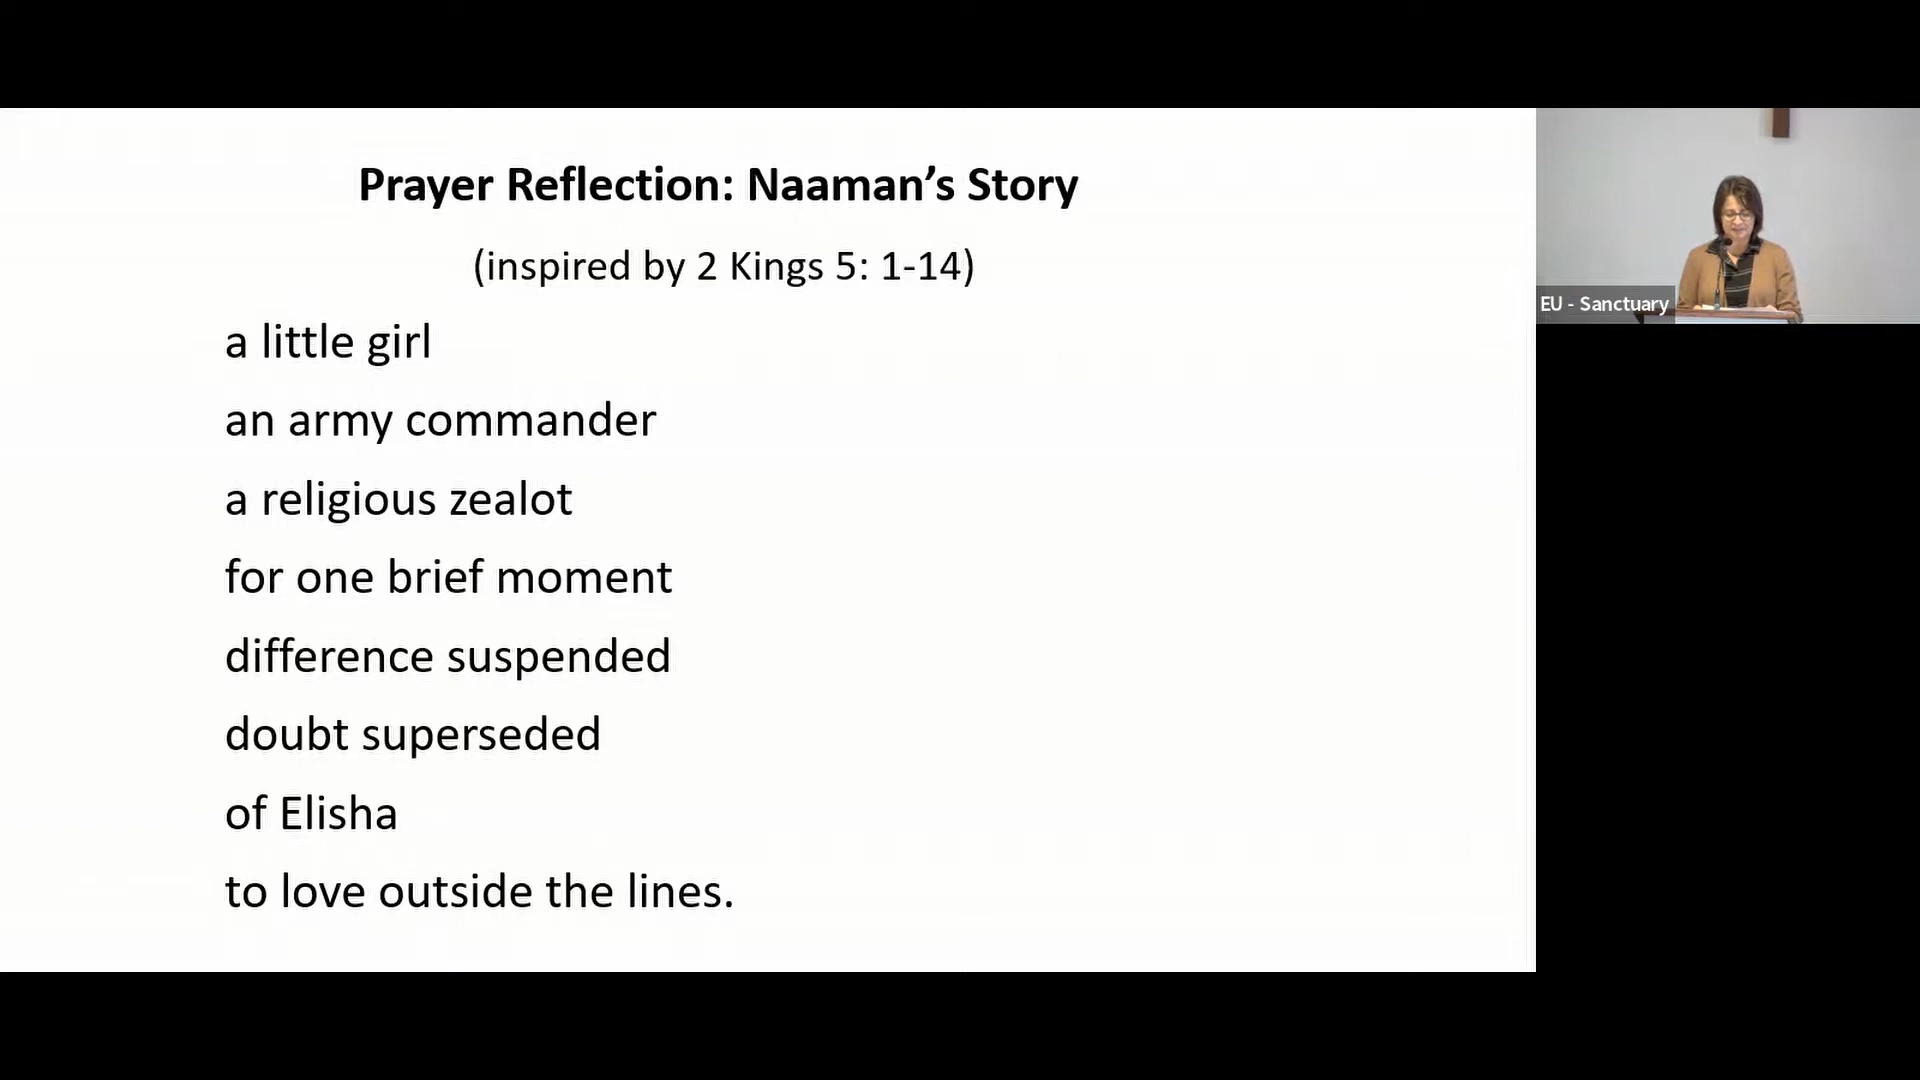 Prayer Reflection: Naaman’s Story
(inspired by 2 Kings 5: 1-14)
a little girl
an army commander
a religious zealot
for one brief moment
difference suspended
doubt superseded
of Elisha
to love outside the lines.
EU - Sanctuary